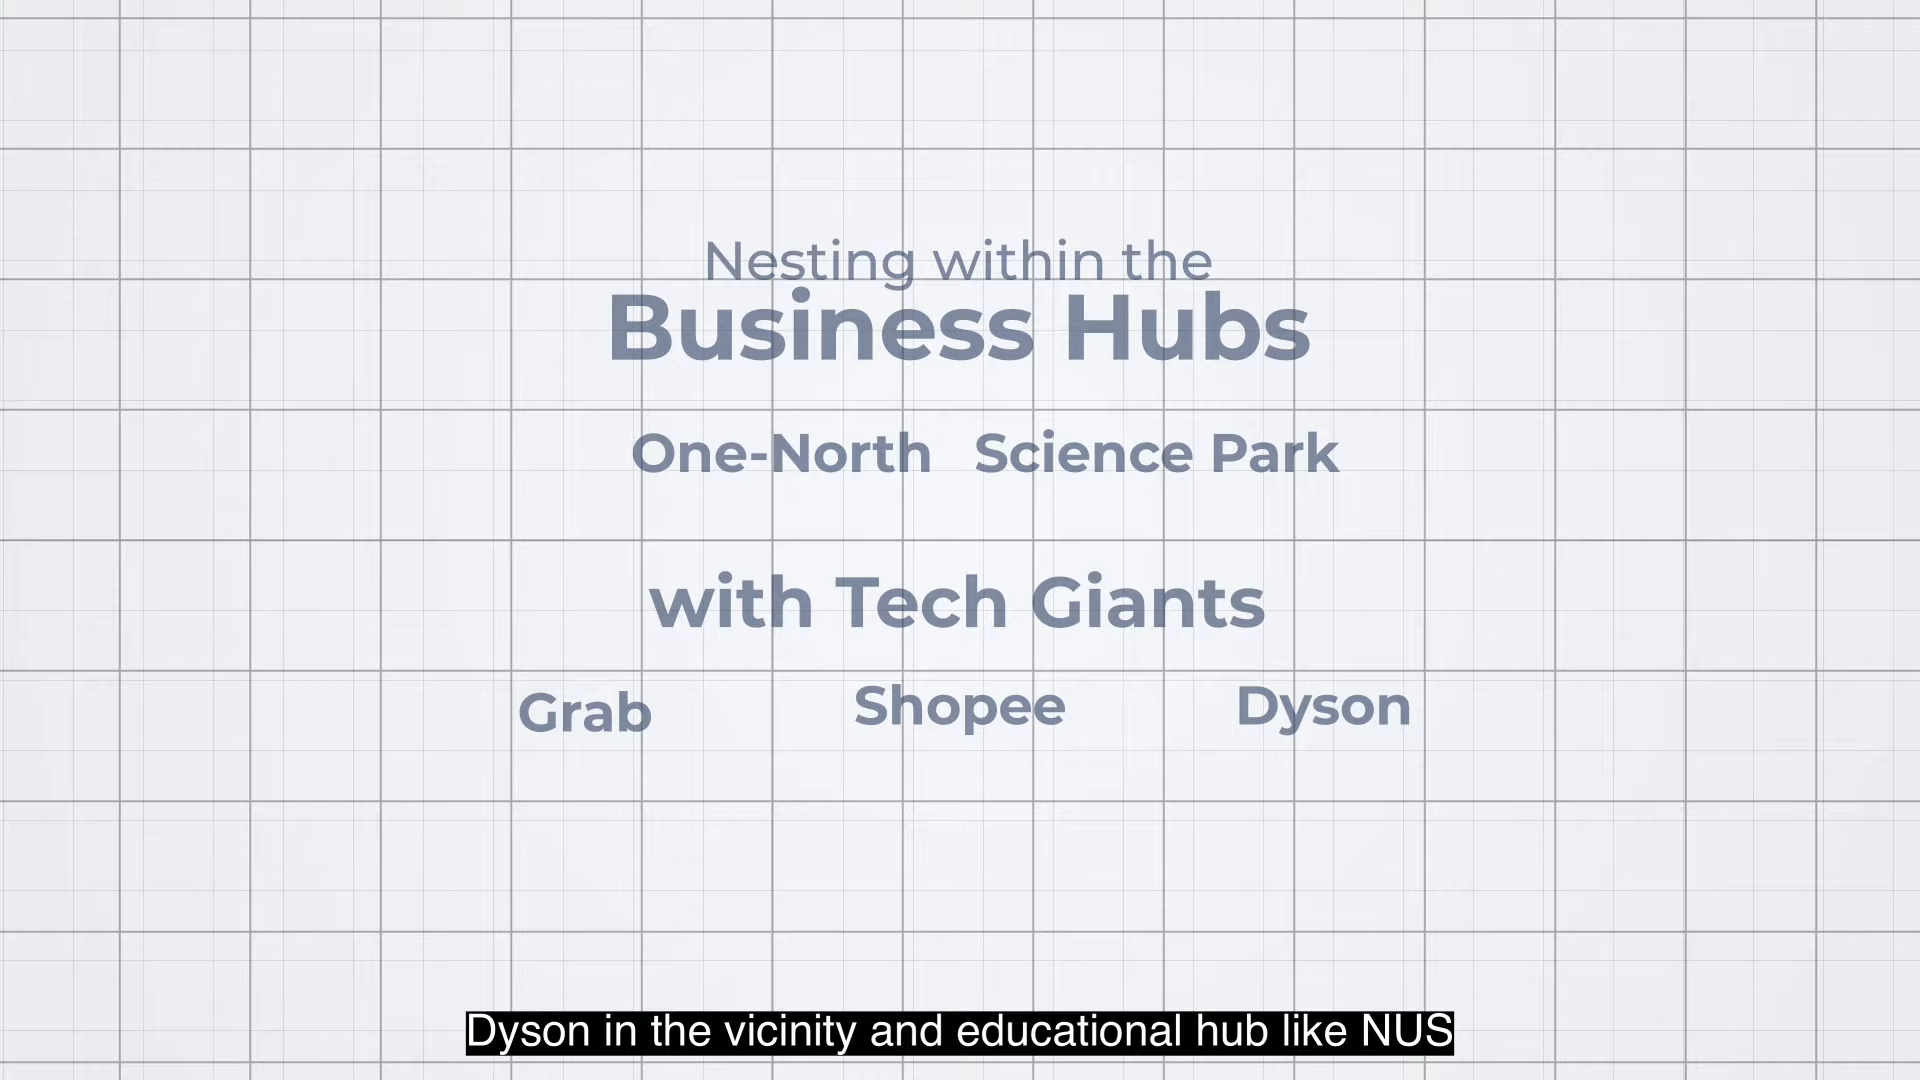 Nesting within the
Business Hubs
One-North Science Park
with Tech Giants
Grab Shopee Dyson
Dyson in the vicinity and educational hub like NUS